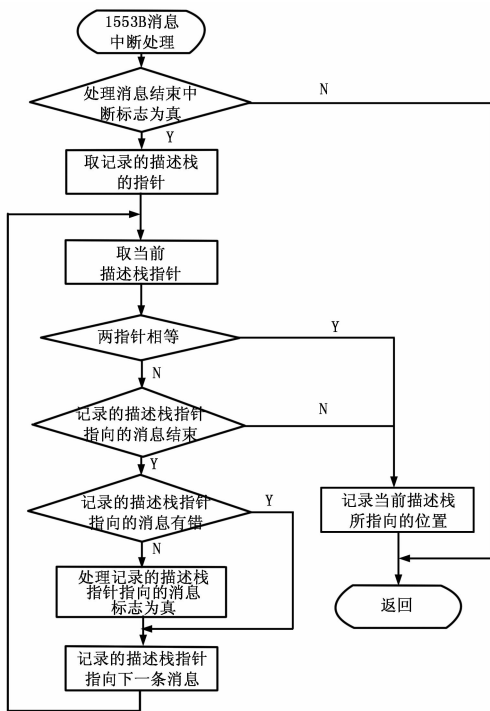 1553B消息
中断处理
处理消息结束中
断标志为真
N
Y
取记录的描述栈
的指针
取当前
描述栈指针
两指针相等
Y
N
记录的描述栈指针
指向的消息结束
N
Y
记录的描述栈指针
指向的消息有错
Y
N
记录当前描述栈
所指向的位置
处理记录的描述栈
指针指向的消息
标志为真
返回
记录的描述栈指针
指向下一条消息